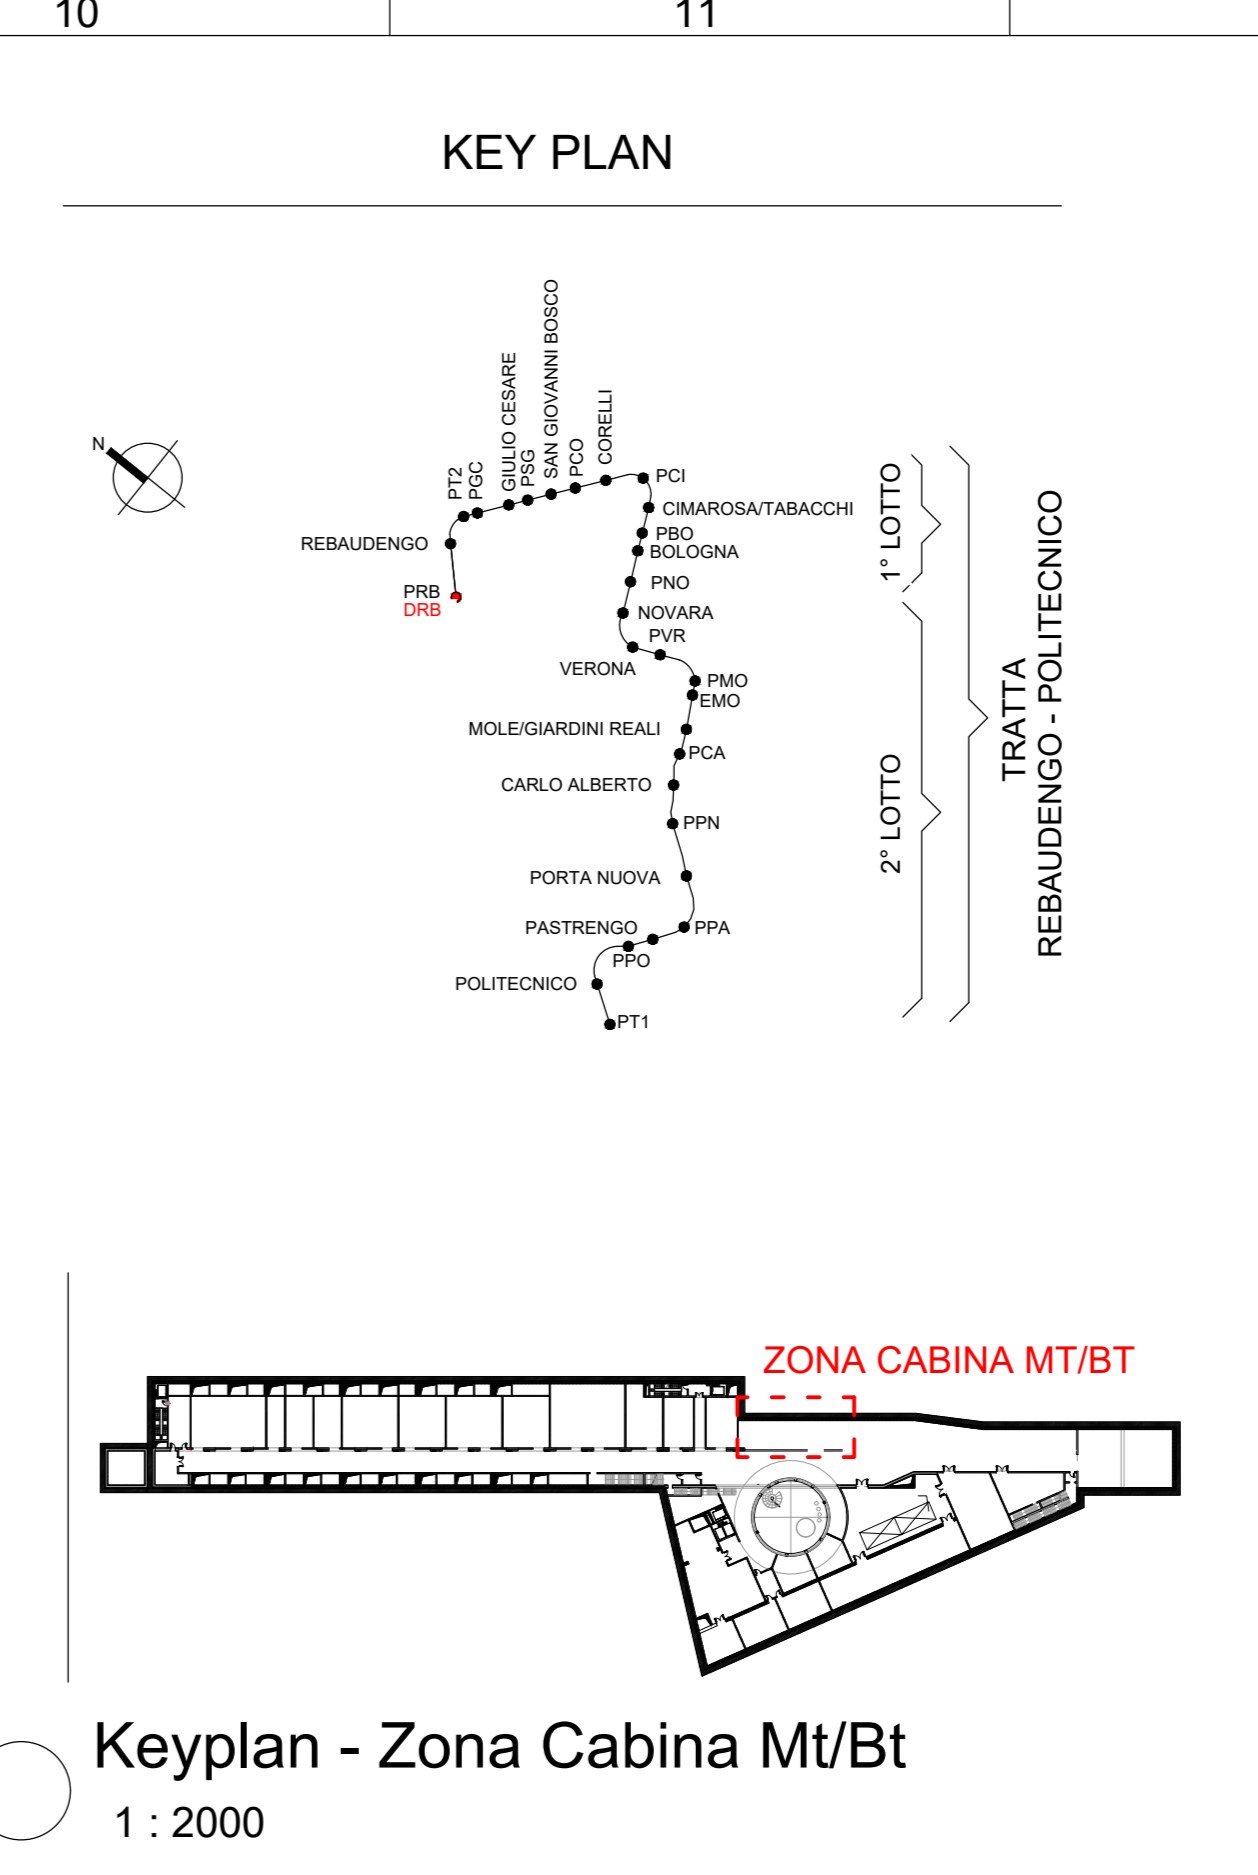 10
11
KEY PLAN
N
REBAUDENGO
PRB
DRB
PT2
PGC
GIULIO CESARE
PSG
SAN GIOVANNI BOSCO
PCO
CORELLI
PCI
CIMAROSA/TABACCHI
PBO
BOLOGNA
PNO
NOVARA
PVR
VERONA
PMO
EMO
MOLE/GIARDINI REALI
PCA
CARLO ALBERTO
PPN
PORTA NUOVA
PASTRENGO
PPA
PPO
POLITECNICO
PT1
1° LOTTO
2° LOTTO
TRATTA
REBAUDENGO - POLITECNICO
ZONA CABINA MT/BT
Keyplan - Zona Cabina Mt/Bt
1 : 2000